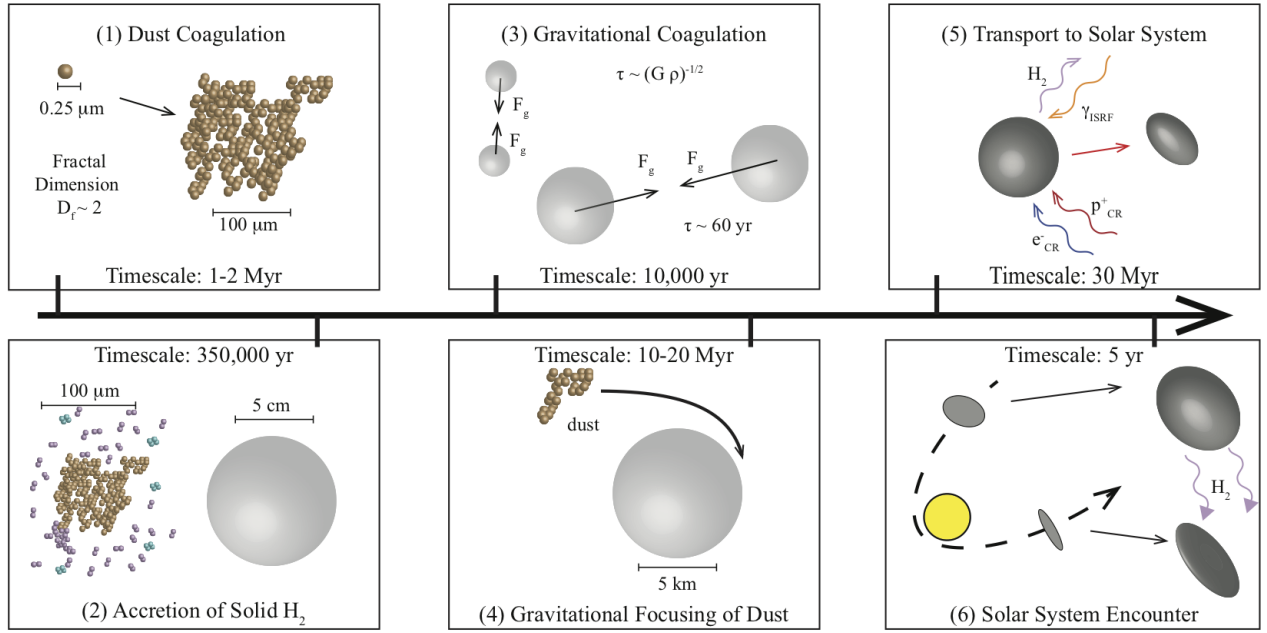 (1) Dust Coagulation
0.25 μm
Fractal
Dimension
D_f ~ 2
100 μm
Timescale: 1-2 Myr
(3) Gravitational Coagulation
τ ~ (G ρ)^-1/2
F_g
F_g
F_g
F_g
τ ~ 60 yr
Timescale: 10,000 yr
(5) Transport to Solar System
H₂
γ_ISRF
p⁺_CR
e⁻_CR
Timescale: 30 Myr
Timescale: 350,000 yr
100 μm
5 cm
(2) Accretion of Solid H₂
Timescale: 10-20 Myr
dust
5 km
(4) Gravitational Focusing of Dust
Timescale: 5 yr
H₂
(6) Solar System Encounter